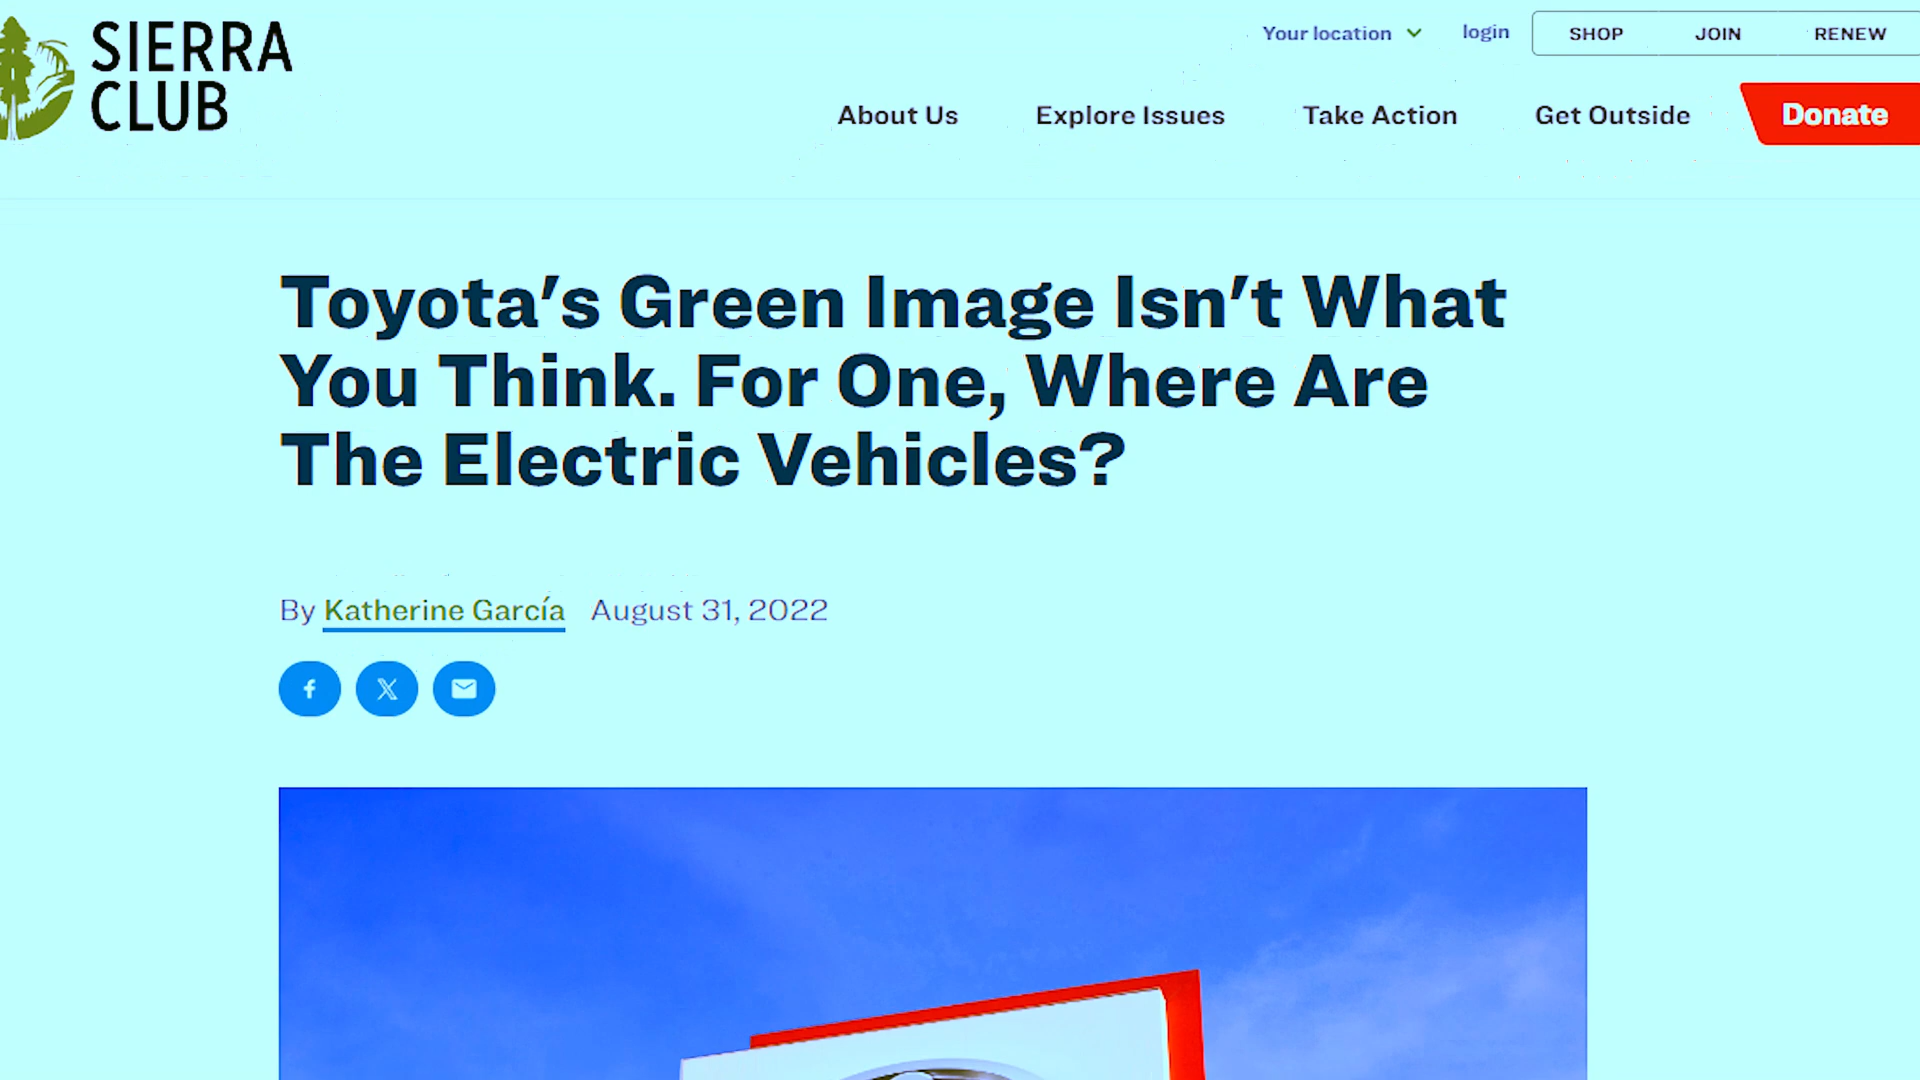 SIERRA
CLUB
Your location
login
SHOP
JOIN
RENEW
About Us
Explore Issues
Take Action
Get Outside
Donate
Toyota's Green Image Isn't What
You Think. For One, Where Are
The Electric Vehicles?
By Katherine García August 31, 2022